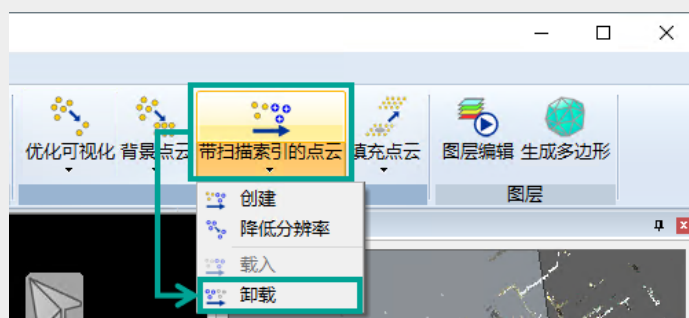 优化可视化
背景点云
带扫描索引的点云
填充点云
图层编辑
生成多边形
图层
创建
降低分辨率
载入
卸载